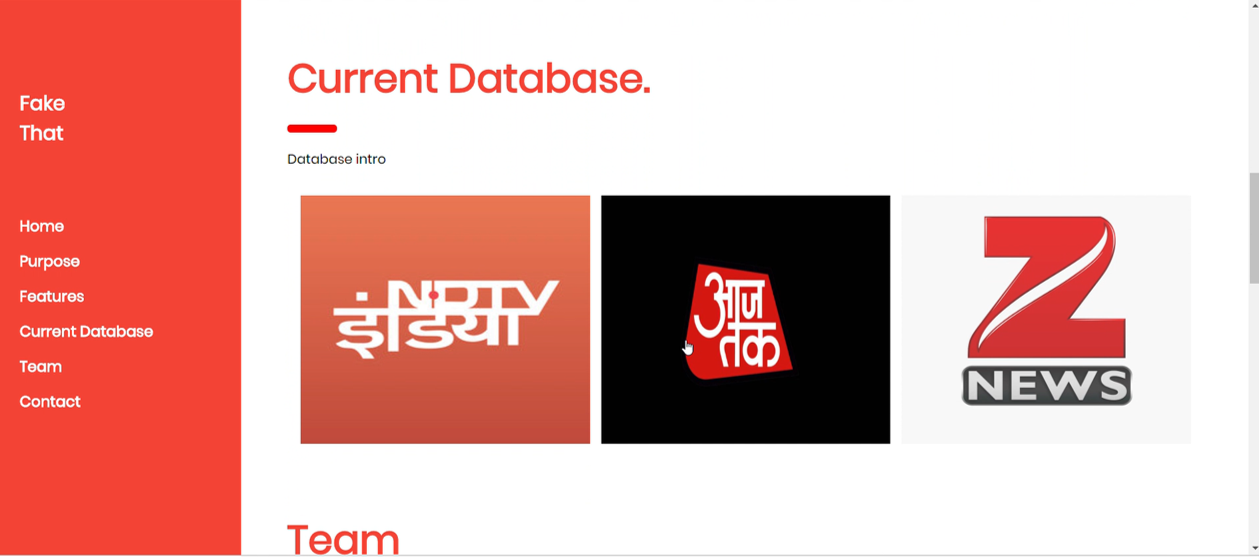 Fake
That
Home
Purpose
Features
Current Database
Team
Contact
Current Database.
Database intro
NDTV
इंडिया
आज
तक
Z
NEWS
Team